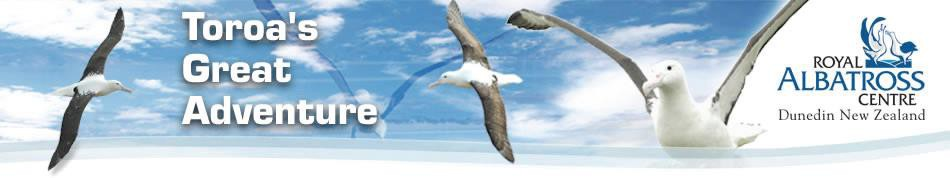 Toroa's
Great
Adventure
ROYAL
ALBATROSS
CENTRE
Dunedin New Zealand